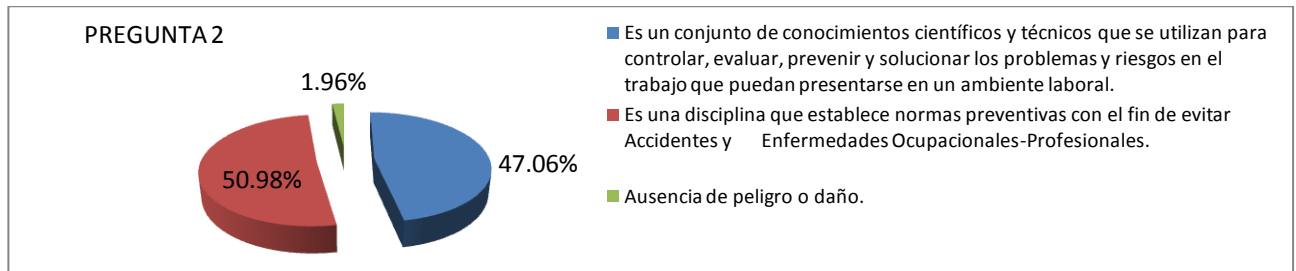 PREGUNTA 2
1.96%
47.06%
50.98%
Es un conjunto de conocimientos científicos y técnicos que se utilizan para
controlar, evaluar, prevenir y solucionar los problemas y riesgos en el
trabajo que puedan presentarse en un ambiente laboral.
Es una disciplina que establece normas preventivas con el fin de evitar
Accidentes y Enfermedades Ocupacionales-Profesionales.
Ausencia de peligro o daño.